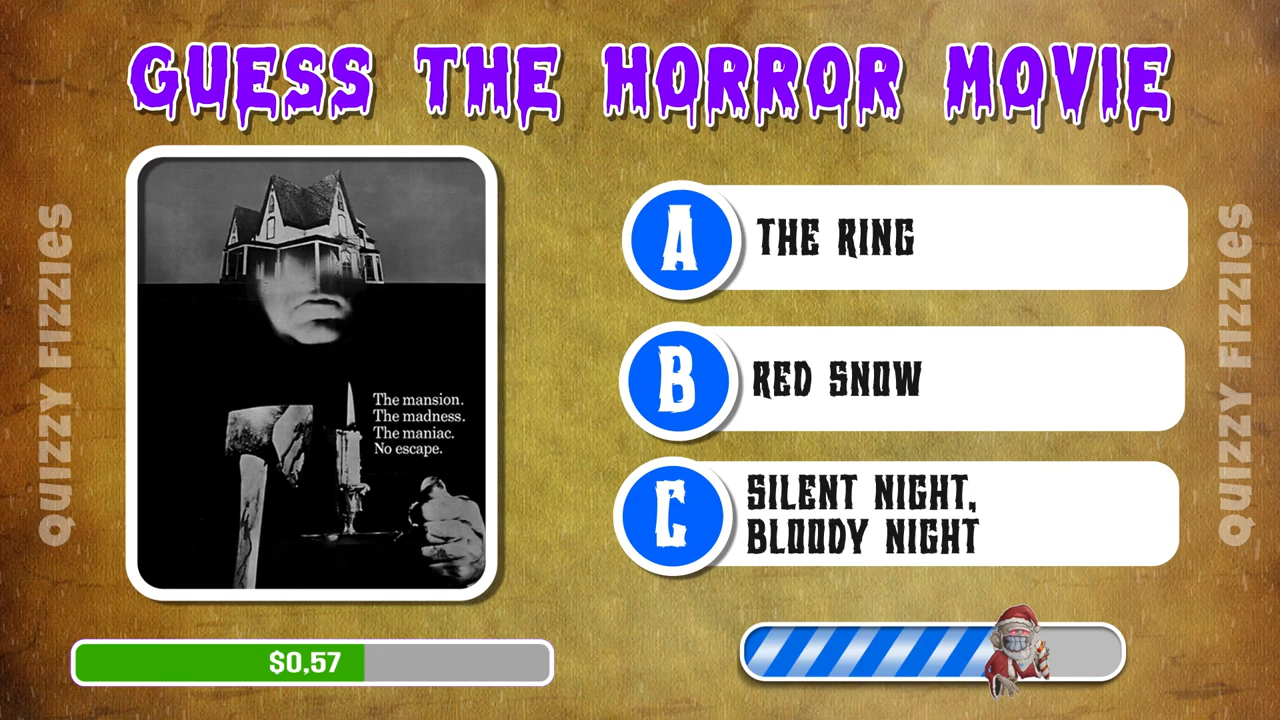 GUESS THE HORROR MOVIE
QUIZZY FIZZIES
The mansion.
The madness.
The maniac.
No escape.
A THE RING
B RED SNOW
C SILENT NIGHT,
BLOODY NIGHT
QUIZZY FIZZIES
$0,57